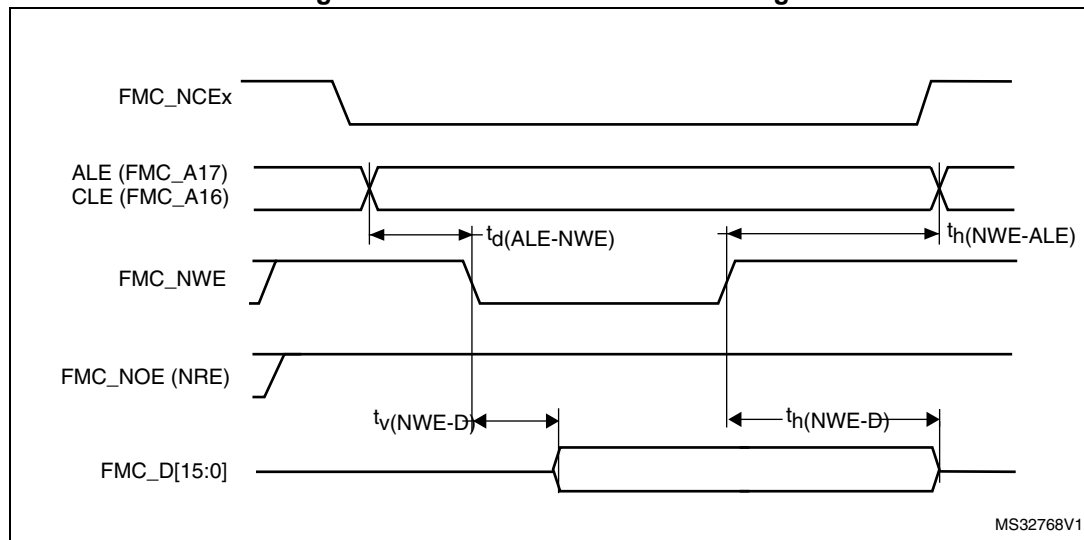 FMC_NCEx
ALE (FMC_A17)
CLE (FMC_A16)
td(ALE-NWE)
th(NWE-ALE)
FMC_NWE
FMC_NOE (NRE)
tv(NWE-D)
th(NWE-D)
FMC_D[15:0]
MS32768V1